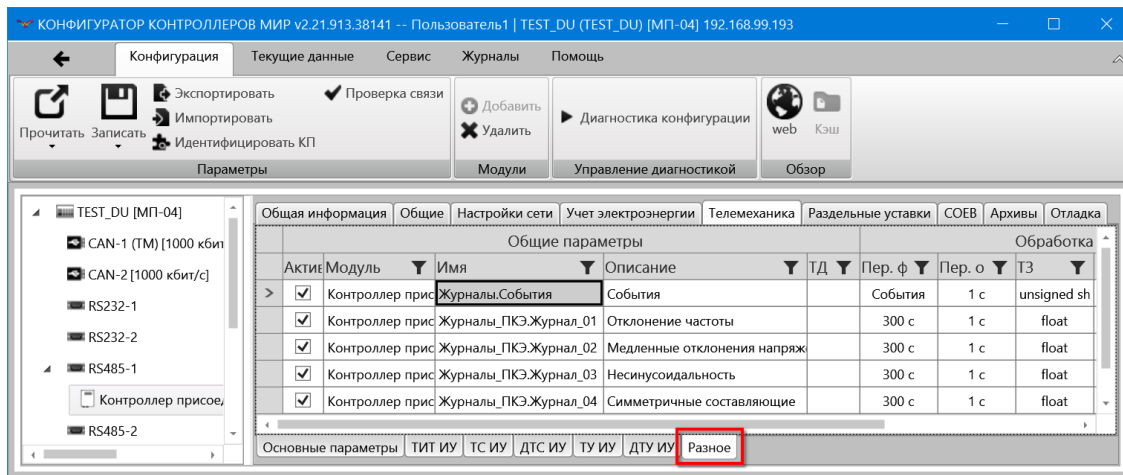 КОНФИГУРАТОР КОНТРОЛЛЕРОВ МИР v2.21.913.38141 -- Пользователь1 | TEST_DU (TEST_DU) [МП-04] 192.168.99.193
Конфигурация Текущие данные Сервис Журналы Помощь
Экспортировать Проверка связи
Импортировать
Идентифицировать КП
Прочитать Записать
Добавить
Удалить
Диагностика конфигурации
web Кэш
Параметры Модули Управление диагностикой Обзор
TEST_DU [МП-04]
CAN-1 (ТМ) [1000 кбит
CAN-2 [1000 кбит/с]
RS232-1
RS232-2
RS485-1
Контроллер присоед
RS485-2
Общая информация Общие Настройки сети Учет электроэнергии Телемеханика Раздельные уставки СОЕВ Архивы Отладка
Общие параметры Обработка
Актив Модуль Имя Описание ТД Пер. ф Пер. о ТЗ
Контроллер прис Журналы.События События События 1 с unsigned sh
Контроллер прис Журналы_ПКЭ.Журнал_01 Отклонение частоты 300 с 1 с float
Контроллер прис Журналы_ПКЭ.Журнал_02 Медленные отклонения напряж 300 с 1 с float
Контроллер прис Журналы_ПКЭ.Журнал_03 Несинусоидальность 300 с 1 с float
Контроллер прис Журналы_ПКЭ.Журнал_04 Симметричные составляющие 300 с 1 с float
Основные параметры ТИТ ИУ ТС ИУ ДТС ИУ ТУ ИУ ДТУ ИУ Разное